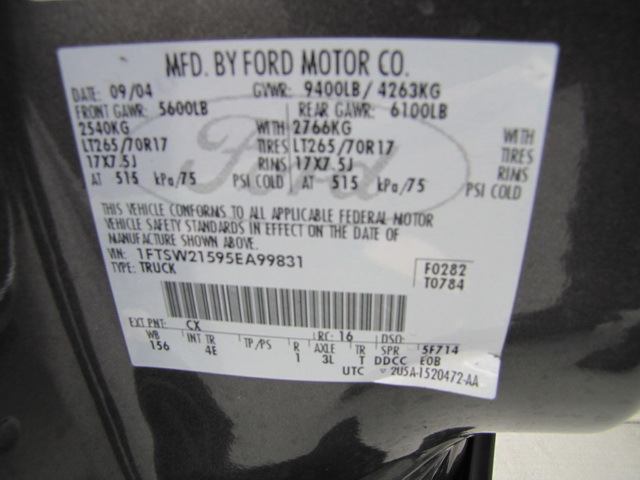 MFD. BY FORD MOTOR CO.
DATE: 09/04 GVWR: 9400LB/ 4263KG
FRONT GAWR: 5600LB REAR GAWR: 6100LB
2540KG WITH 2766KG WITH
LT265/70R17 TIRES LT265/70R17 TIRES
17X7.5J RINS 17X7.5J RINS
AT 515 kPa/75 PSI COLD AT 515 kPa/75 PSI COLD
Ford
THIS VEHICLE CONFORMS TO ALL APPLICABLE FEDERAL MOTOR
VEHICLE SAFETY STANDARDS IN EFFECT ON THE DATE OF
MANUFACTURE SHOWN ABOVE.
VIN: 1FTSW21595EA99831
TYPE: TRUCK
F0282
T0784
EXT PNT: CX RC: 16 DSO:
WB INT TR TP/PS R AXLE TR SPR 5F714
156 4E 1 3L T DDCC E0B
UTC 2U5A-1520472-AA